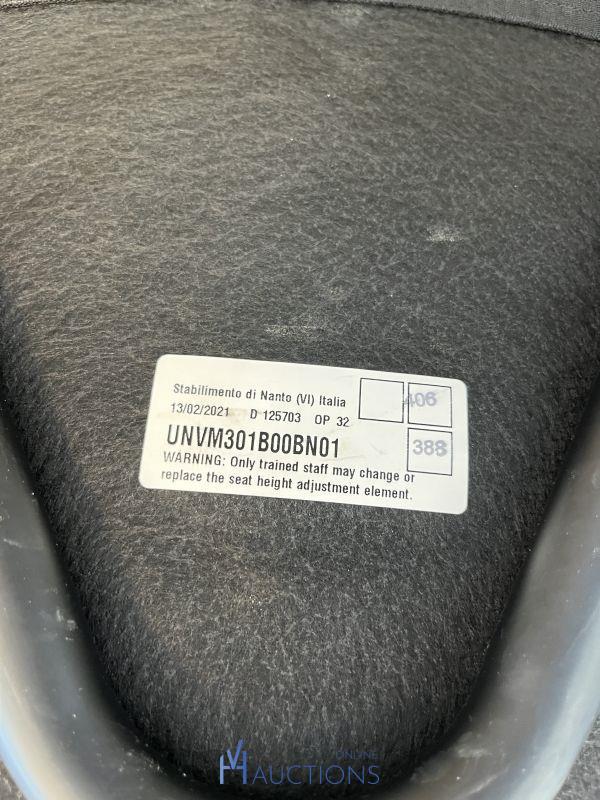 Stabilimento di Nanto (VI) Italia
406
13/02/2021 D 125703 OP 32
UNVM301B00BN01
388
WARNING: Only trained staff may change or
replace the seat height adjustment element.
ONLINE
AUCTIONS